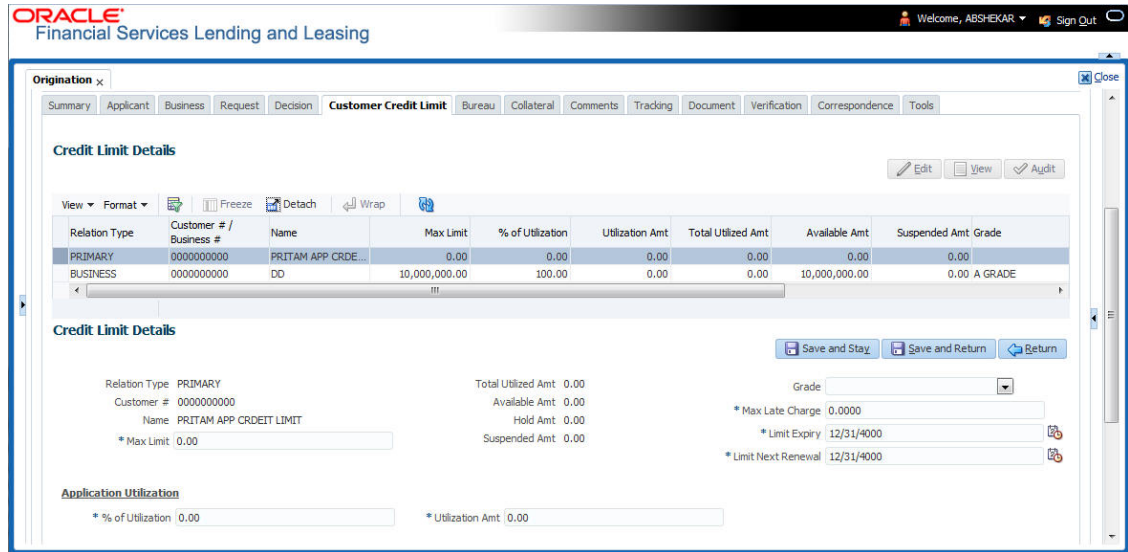 ORACLE
Financial Services Lending and Leasing
Welcome, ABSHEKAR Sign Out
Origination x Close
Summary Applicant Business Request Decision Customer Credit Limit Bureau Collateral Comments Tracking Document Verification Correspondence Tools
Credit Limit Details
Edit View Audit
View Format Freeze Detach Wrap
Relation Type Customer # / Business # Name Max Limit % of Utilization Utilization Amt Total Utilized Amt Available Amt Suspended Amt Grade
PRIMARY 0000000000 PRITAM APP CRDE... 0.00 0.00 0.00 0.00 0.00 0.00
BUSINESS 0000000000 DD 10,000,000.00 100.00 0.00 0.00 10,000,000.00 0.00 A GRADE
Credit Limit Details
Save and Stay Save and Return Return
Relation Type PRIMARY Total Utilized Amt 0.00 Grade
Customer # 0000000000 Available Amt 0.00 * Max Late Charge 0.0000
Name PRITAM APP CRDEIT LIMIT Hold Amt 0.00 * Limit Expiry 12/31/4000
* Max Limit 0.00 Suspended Amt 0.00 * Limit Next Renewal 12/31/4000
Application Utilization
* % of Utilization 0.00 * Utilization Amt 0.00